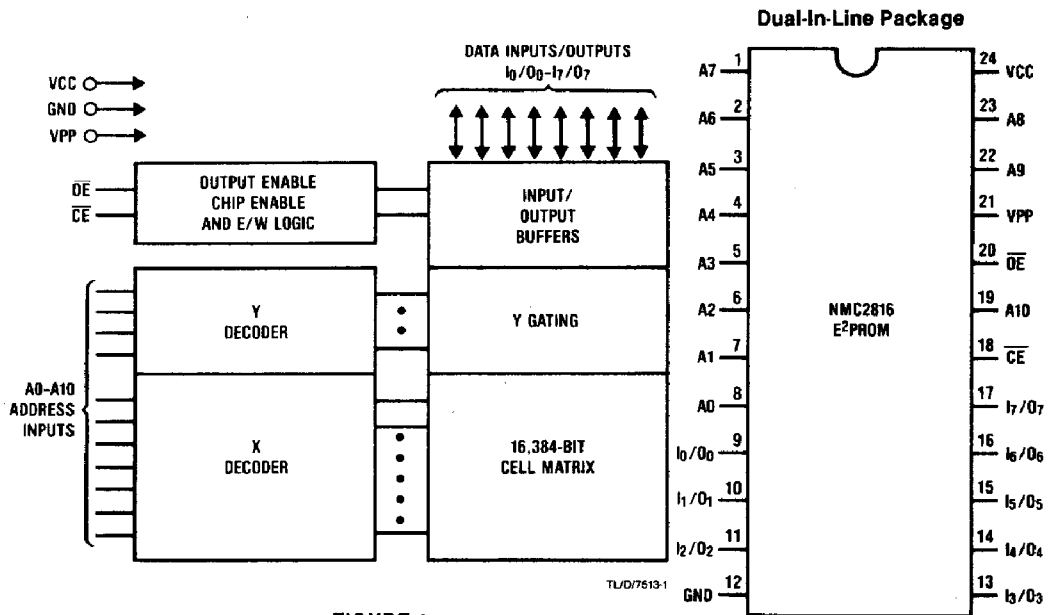 DATA INPUTS/OUTPUTS
I0/O0-I7/O7
VCC
GND
VPP
OE
CE
OUTPUT ENABLE
CHIP ENABLE
AND E/W LOGIC
INPUT/
OUTPUT
BUFFERS
Y
DECODER
Y GATING
A0-A10
ADDRESS
INPUTS
X
DECODER
16,384-BIT
CELL MATRIX
TL/D/7513-1
Dual-In-Line Package
A7 1
A6 2
A5 3
A4 4
A3 5
A2 6
A1 7
A0 8
I0/O0 9
I1/O1 10
I2/O2 11
GND 12
NMC2816
E2PROM
24 VCC
23 A8
22 A9
21 VPP
20 OE
19 A10
18 CE
17 I7/O7
16 I6/O6
15 I5/O5
14 I4/O4
13 I3/O3